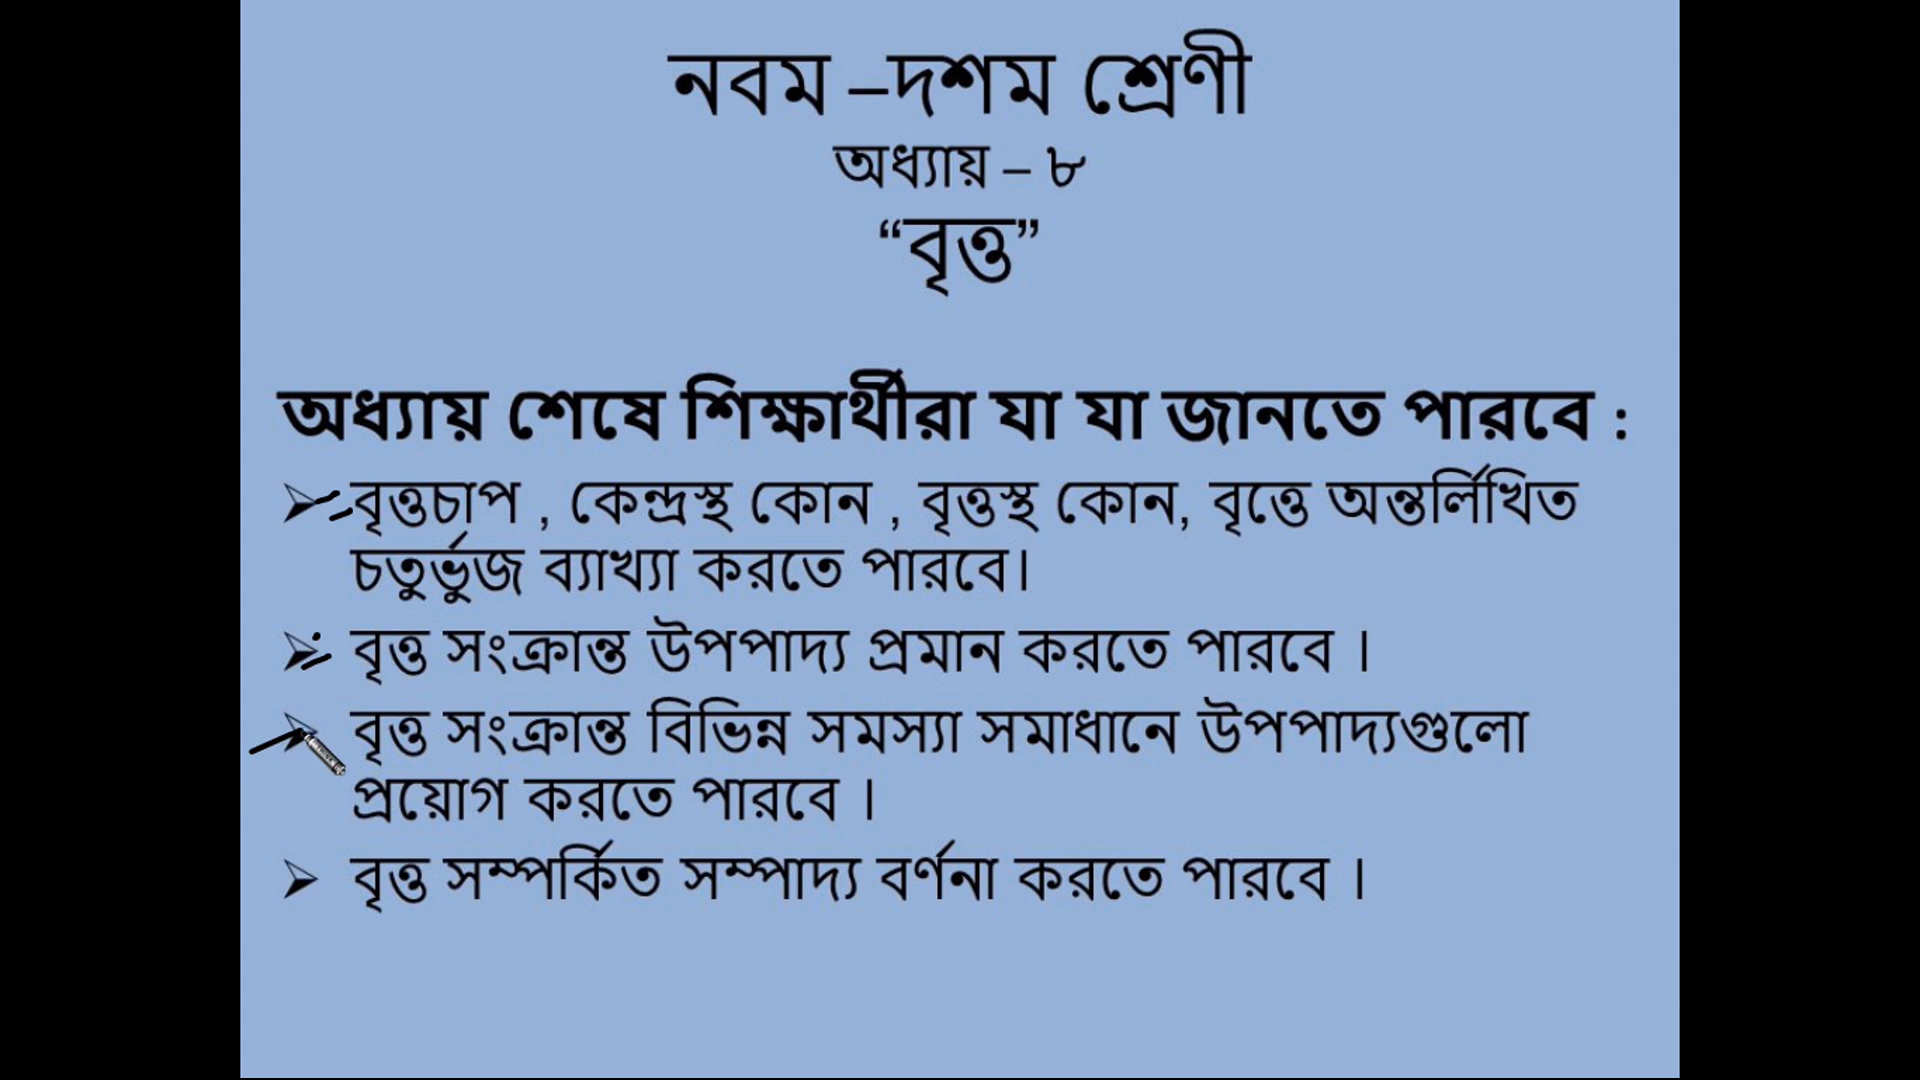 নবম –দশম শ্রেণী
অধ্যায় – ৮
“বৃত্ত”
অধ্যায় শেষে শিক্ষার্থীরা যা যা জানতে পারবে :
➢ বৃত্তচাপ , কেন্দ্রস্থ কোন , বৃত্তস্থ কোন, বৃত্তে অন্তর্লিখিত
চতুর্ভুজ ব্যাখ্যা করতে পারবে।
➢ বৃত্ত সংক্রান্ত উপপাদ্য প্রমান করতে পারবে ।
➢ বৃত্ত সংক্রান্ত বিভিন্ন সমস্যা সমাধানে উপপাদ্যগুলো
প্রয়োগ করতে পারবে ।
➢ বৃত্ত সম্পর্কিত সম্পাদ্য বর্ণনা করতে পারবে ।